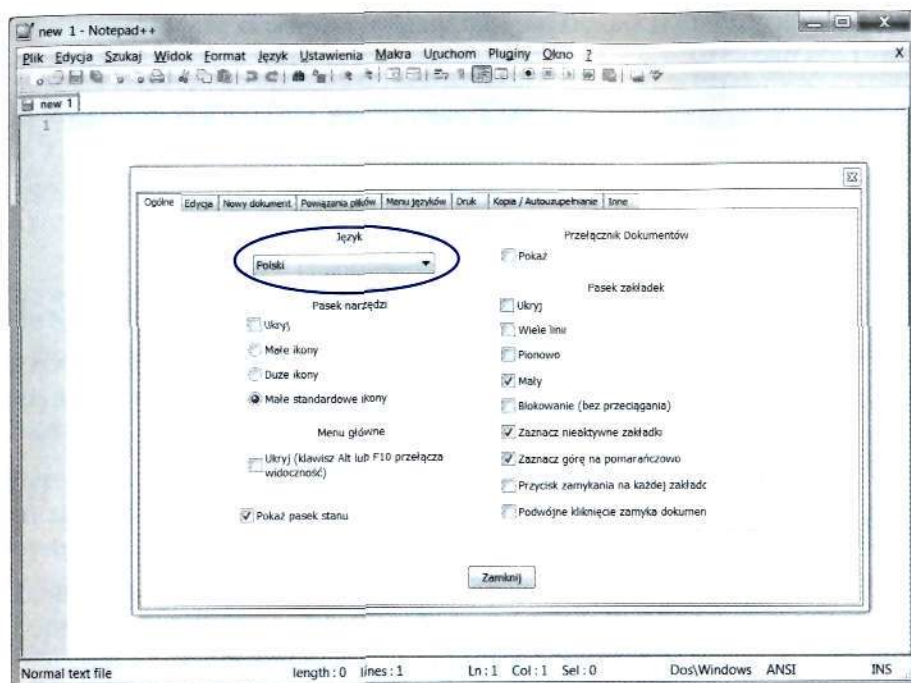 new 1 - Notepad++
Plik Edycja Szukaj Widok Format Język Ustawienia Makra Uruchom Pluginy Okno ?
X
new 1
1
Ogólne Edycja Nowy dokument Powiązania plików Menu języków Druk Kopia / Autouzupełnianie Inne
Język
Polski
Pasek narzędzi
Ukryj
Małe ikony
Duże ikony
Małe standardowe ikony
Menu główne
Ukryj (klawisz Alt lub F10 przełącza
widoczność)
Pokaż pasek stanu
Przełącznik Dokumentów
Pokaż
Pasek zakładek
Ukryj
Wiele linii
Pionowo
Mały
Blokowanie (bez przeciągania)
Zaznacz nieaktywne zakładki
Zaznacz górę na pomarańczowo
Przycisk zamykania na każdej zakładc
Podwójne kliknięcie zamyka dokumen
Zamknij
Normal text file length : 0 lines : 1 Ln : 1 Col : 1 Sel : 0 Dos\Windows ANSI INS